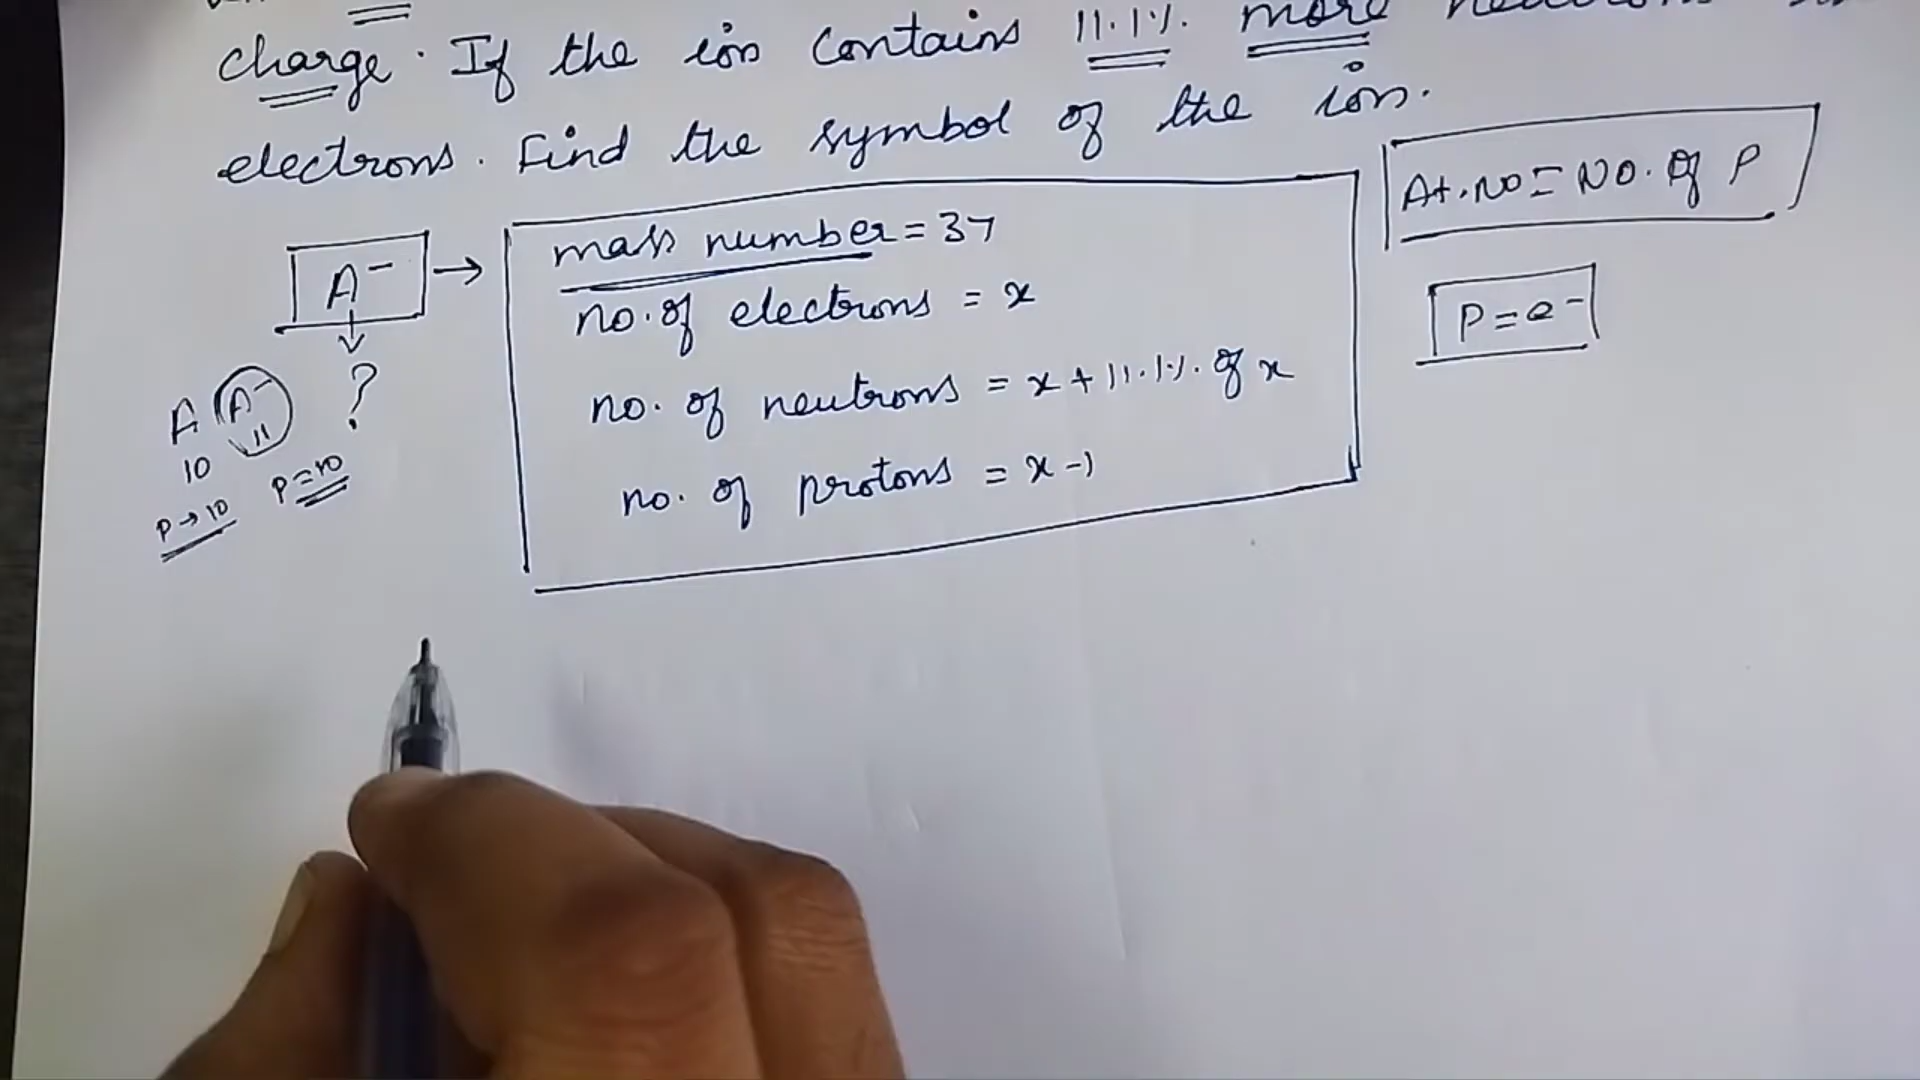 charge. If the ion contains 11.1%. more
electrons. Find the symbol of the ion.
At.No = No. of P
mass number = 37
A⁻ →
no. of electrons = x
P = e⁻
?
A A⁻
no. of neutrons = x + 11.1%. of x
10 11
P → 10 P = 10
no. of protons = x - 1